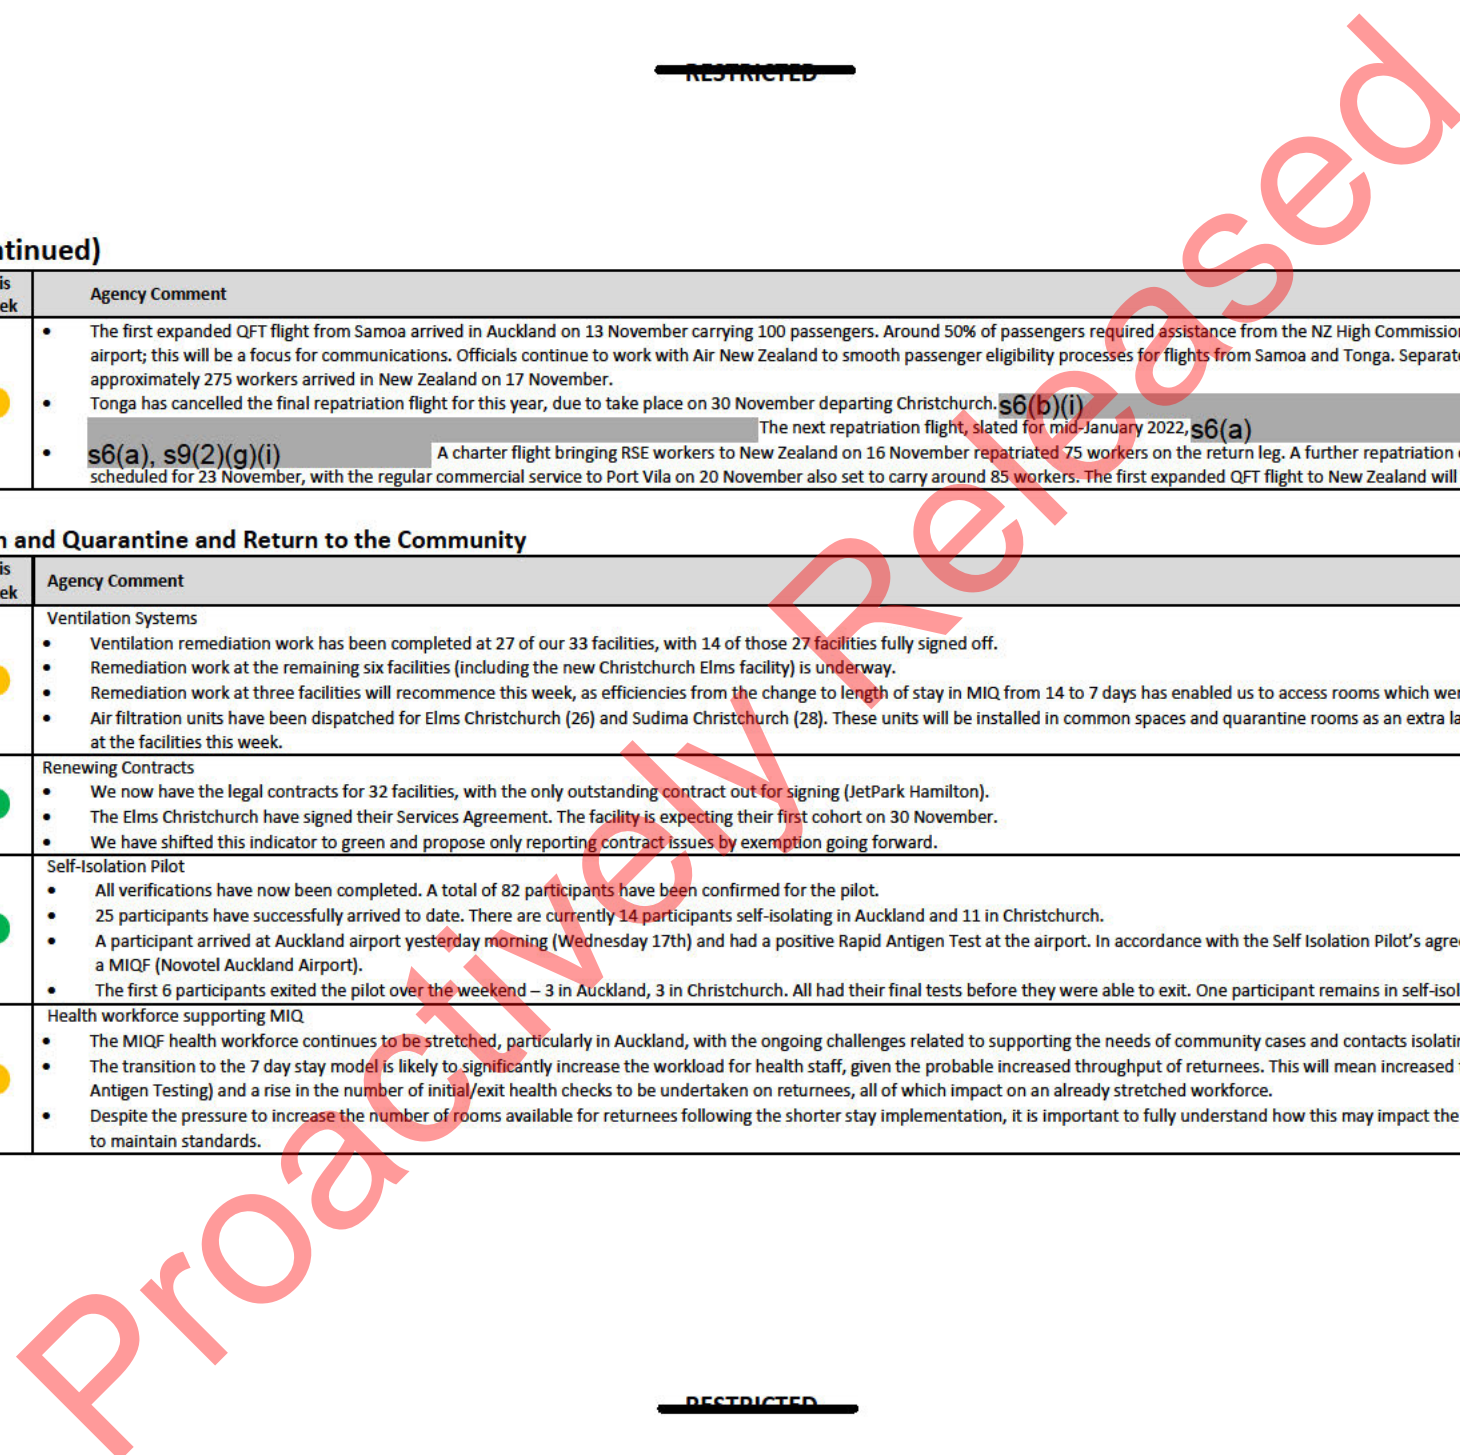 RESTRICTED
tinued)
is
ek
Agency Comment
• The first expanded QFT flight from Samoa arrived in Auckland on 13 November carrying 100 passengers. Around 50% of passengers required assistance from the NZ High Commission
airport; this will be a focus for communications. Officials continue to work with Air New Zealand to smooth passenger eligibility processes for flights from Samoa and Tonga. Separate
approximately 275 workers arrived in New Zealand on 17 November.
• Tonga has cancelled the final repatriation flight for this year, due to take place on 30 November departing Christchurch. s6(b)(i)
The next repatriation flight, slated for mid-January 2022, s6(a)
• s6(a), s9(2)(g)(i) A charter flight bringing RSE workers to New Zealand on 16 November repatriated 75 workers on the return leg. A further repatriation
scheduled for 23 November, with the regular commercial service to Port Vila on 20 November also set to carry around 85 workers. The first expanded QFT flight to New Zealand will
n and Quarantine and Return to the Community
is
ek
Agency Comment
Ventilation Systems
• Ventilation remediation work has been completed at 27 of our 33 facilities, with 14 of those 27 facilities fully signed off.
• Remediation work at the remaining six facilities (including the new Christchurch Elms facility) is underway.
• Remediation work at three facilities will recommence this week, as efficiencies from the change to length of stay in MIQ from 14 to 7 days has enabled us to access rooms which wer
• Air filtration units have been dispatched for Elms Christchurch (26) and Sudima Christchurch (28). These units will be installed in common spaces and quarantine rooms as an extra la
at the facilities this week.
Renewing Contracts
• We now have the legal contracts for 32 facilities, with the only outstanding contract out for signing (JetPark Hamilton).
• The Elms Christchurch have signed their Services Agreement. The facility is expecting their first cohort on 30 November.
• We have shifted this indicator to green and propose only reporting contract issues by exemption going forward.
Self-Isolation Pilot
• All verifications have now been completed. A total of 82 participants have been confirmed for the pilot.
• 25 participants have successfully arrived to date. There are currently 14 participants self-isolating in Auckland and 11 in Christchurch.
• A participant arrived at Auckland airport yesterday morning (Wednesday 17th) and had a positive Rapid Antigen Test at the airport. In accordance with the Self Isolation Pilot's agree
a MIQF (Novotel Auckland Airport).
• The first 6 participants exited the pilot over the weekend – 3 in Auckland, 3 in Christchurch. All had their final tests before they were able to exit. One participant remains in self-isol
Health workforce supporting MIQ
• The MIQF health workforce continues to be stretched, particularly in Auckland, with the ongoing challenges related to supporting the needs of community cases and contacts isolatin
• The transition to the 7 day stay model is likely to significantly increase the workload for health staff, given the probable increased throughput of returnees. This will mean increased
Antigen Testing) and a rise in the number of initial/exit health checks to be undertaken on returnees, all of which impact on an already stretched workforce.
• Despite the pressure to increase the number of rooms available for returnees following the shorter stay implementation, it is important to fully understand how this may impact the
to maintain standards.
Proactively Released
RESTRICTED